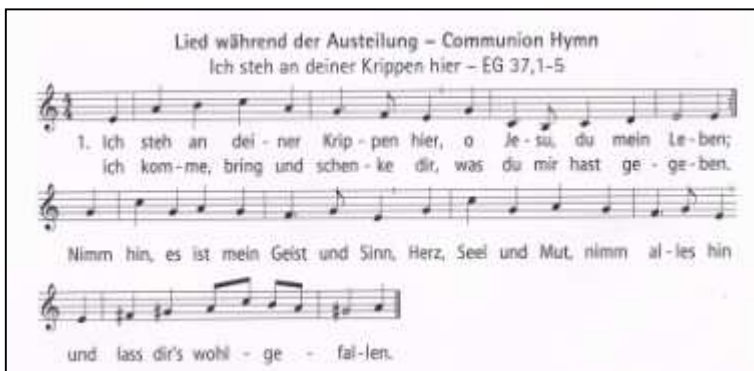 Lied während der Austeilung – Communion Hymn
Ich steh an deiner Krippen hier – EG 37,1-5
1. Ich steh an dei - ner Krip - pen hier, o Je - su, du mein Le - ben;
ich kom - me, bring und schen - ke dir, was du mir hast ge - ge - ben.
Nimm hin, es ist mein Geist und Sinn, Herz, Seel und Mut, nimm al - les hin
und lass dir's wohl - ge - fal - len.